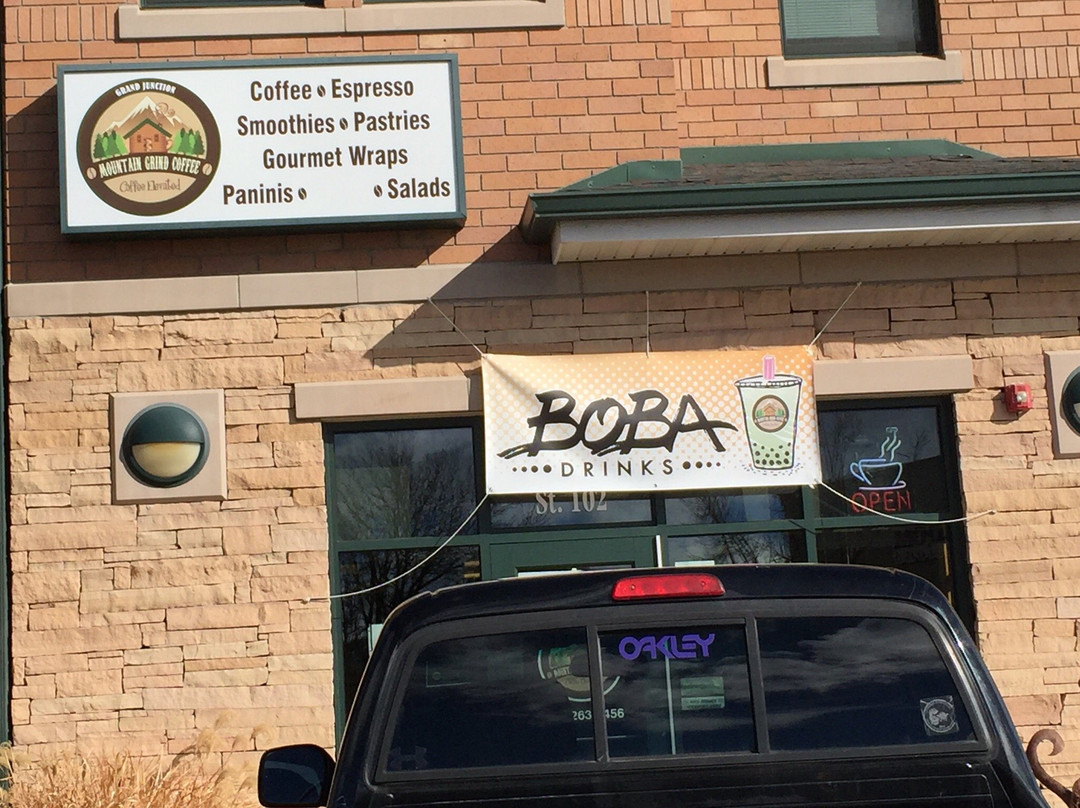 GRAND JUNCTION
MOUNTAIN GRIND COFFEE
Coffee Elevated
Coffee Espresso
Smoothies Pastries
Gourmet Wraps
Paninis Salads
BOBA
DRINKS
St. 102
OPEN
OAKLEY